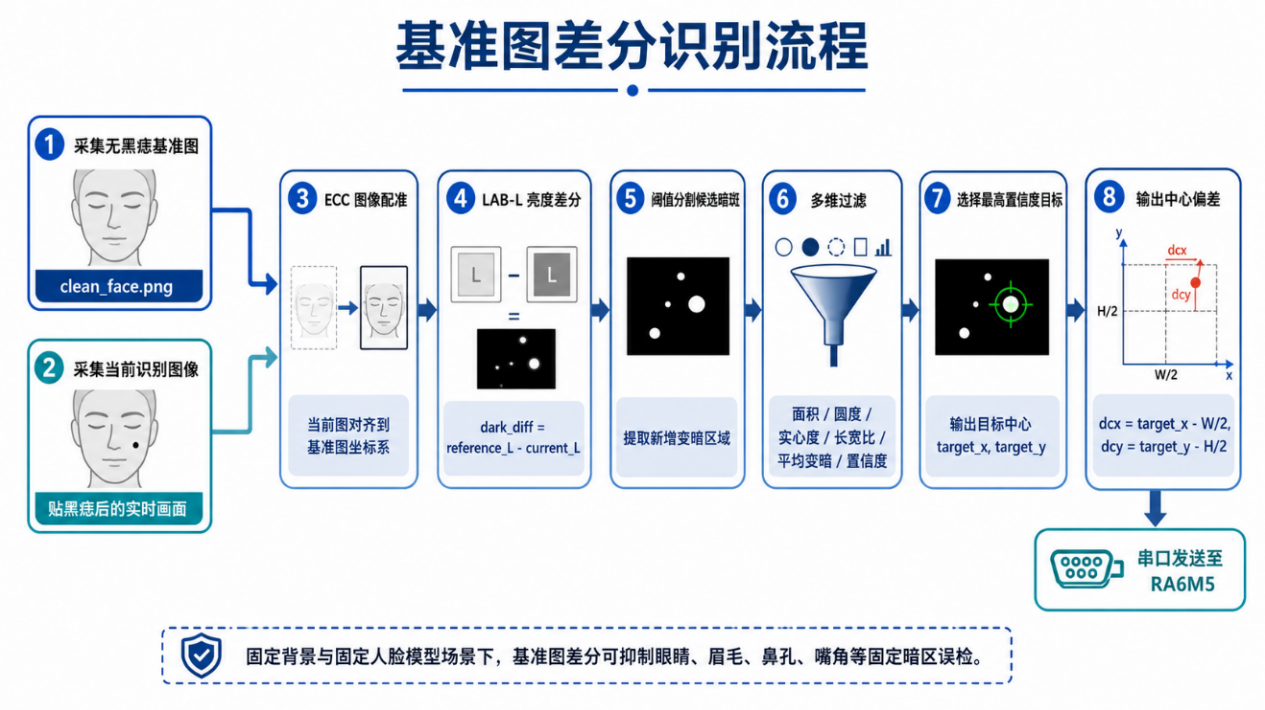 基准图差分识别流程
1 采集无黑痣基准图
clean_face.png
2 采集当前识别图像
贴黑痣后的实时画面
3 ECC 图像配准
当前图对齐到
基准图坐标系
4 LAB-L 亮度差分
L - L
=
dark_diff =
reference_L - current_L
5 阈值分割候选暗斑
提取新增变暗区域
6 多维过滤
面积 / 圆度 /
实心度 / 长宽比 /
平均变暗 / 置信度
7 选择最高置信度目标
输出目标中心
target_x, target_y
8 输出中心偏差
y
dcx
dcy
H/2
W/2
x
dcx = target_x - W/2,
dcy = target_y - H/2
串口发送至
RA6M5
固定背景与固定人脸模型场景下，基准图差分可抑制眼睛、眉毛、鼻孔、嘴角等固定暗区误检。